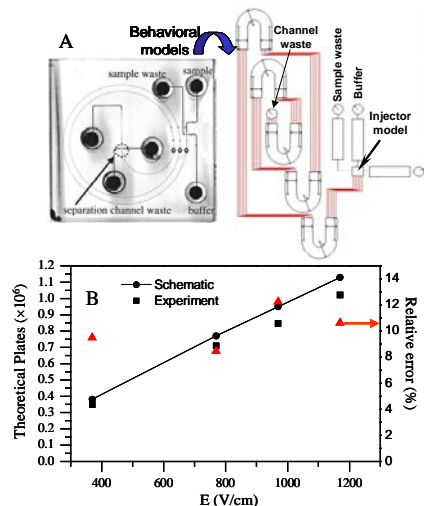 A
Behavioral
models
Channel
waste
Sample waste
Buffer
Injector
model
sample waste
sample
separation channel waste
buffer
B
Schematic
Experiment
Theoretical Plates (×10⁶)
1.2
1.1
1.0
0.9
0.8
0.7
0.6
0.5
0.4
0.3
0.2
0.1
0.0
14
12
10
8
6
4
2
0
Relative error (%)
400 600 800 1000 1200
E (V/cm)